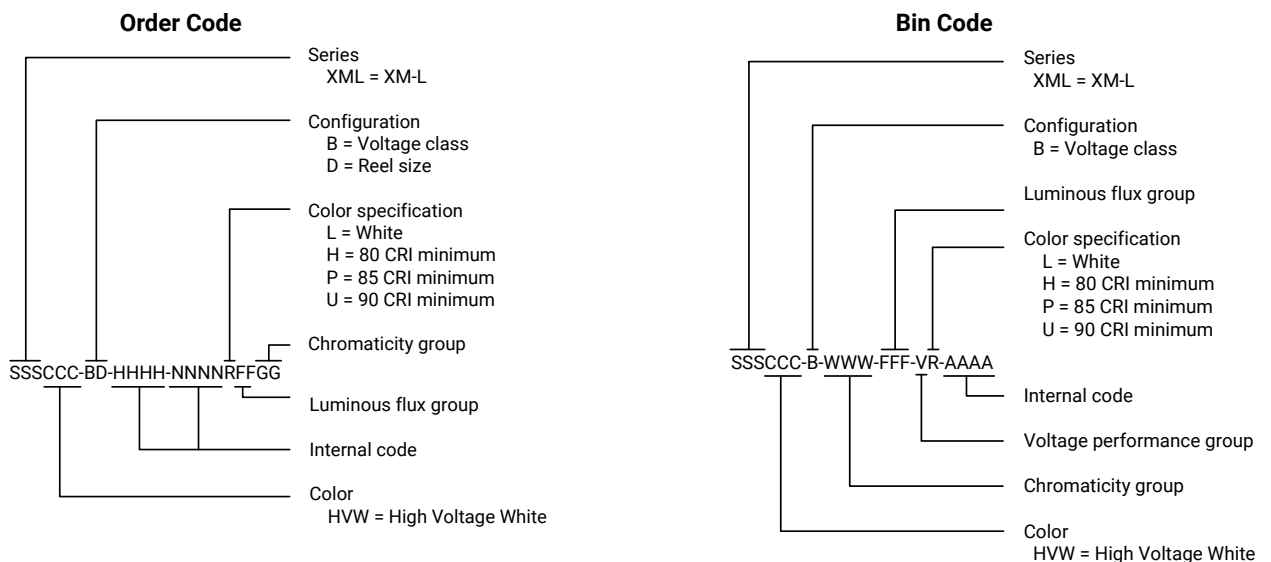 Order Code
Series
XML = XM-L
Configuration
B = Voltage class
D = Reel size
Color specification
L = White
H = 80 CRI minimum
P = 85 CRI minimum
U = 90 CRI minimum
Chromaticity group
SSSCCC-BD-HHHH-NNNNRFFGG
Luminous flux group
Internal code
Color
HVW = High Voltage White
Bin Code
Series
XML = XM-L
Configuration
B = Voltage class
Luminous flux group
Color specification
L = White
H = 80 CRI minimum
P = 85 CRI minimum
U = 90 CRI minimum
SSSCCC-B-WWW-FFF-VR-AAAA
Internal code
Voltage performance group
Chromaticity group
Color
HVW = High Voltage White